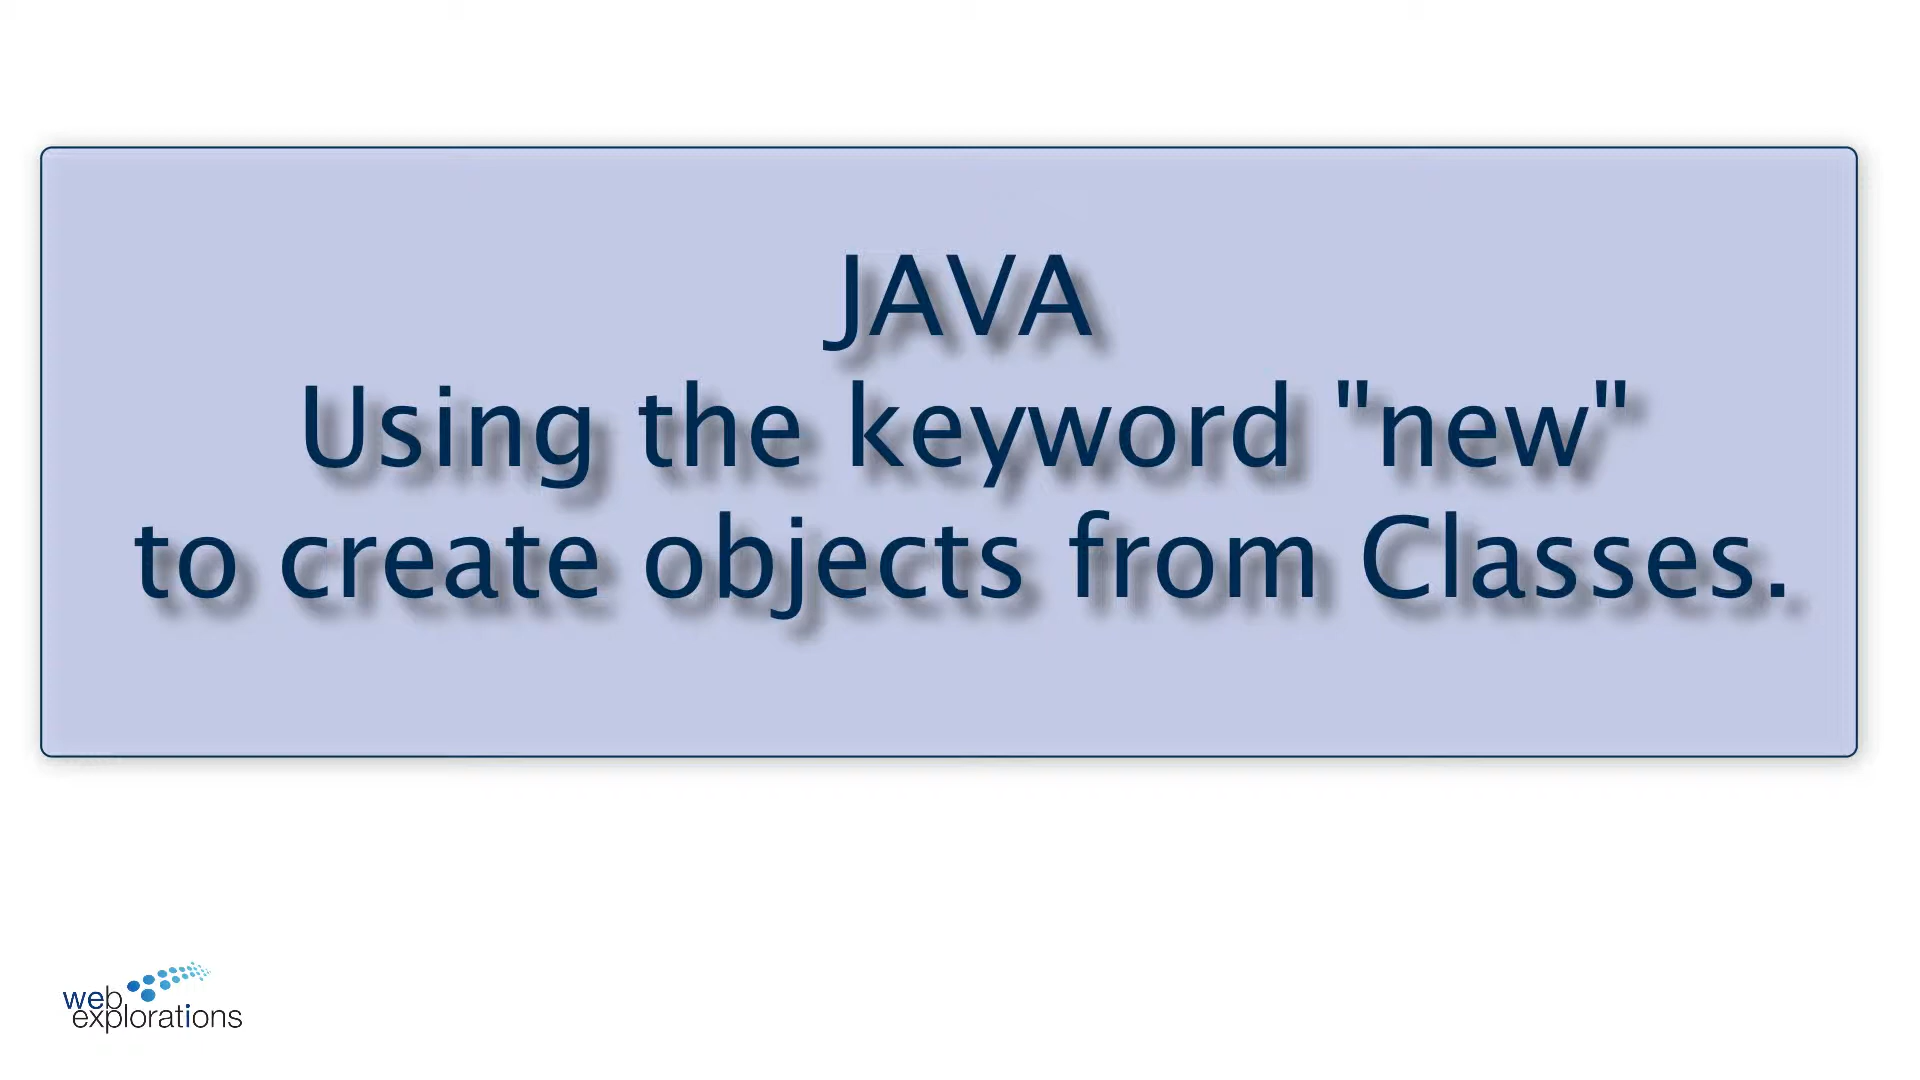 JAVA
Using the keyword "new"
to create objects from Classes.
web
explorations